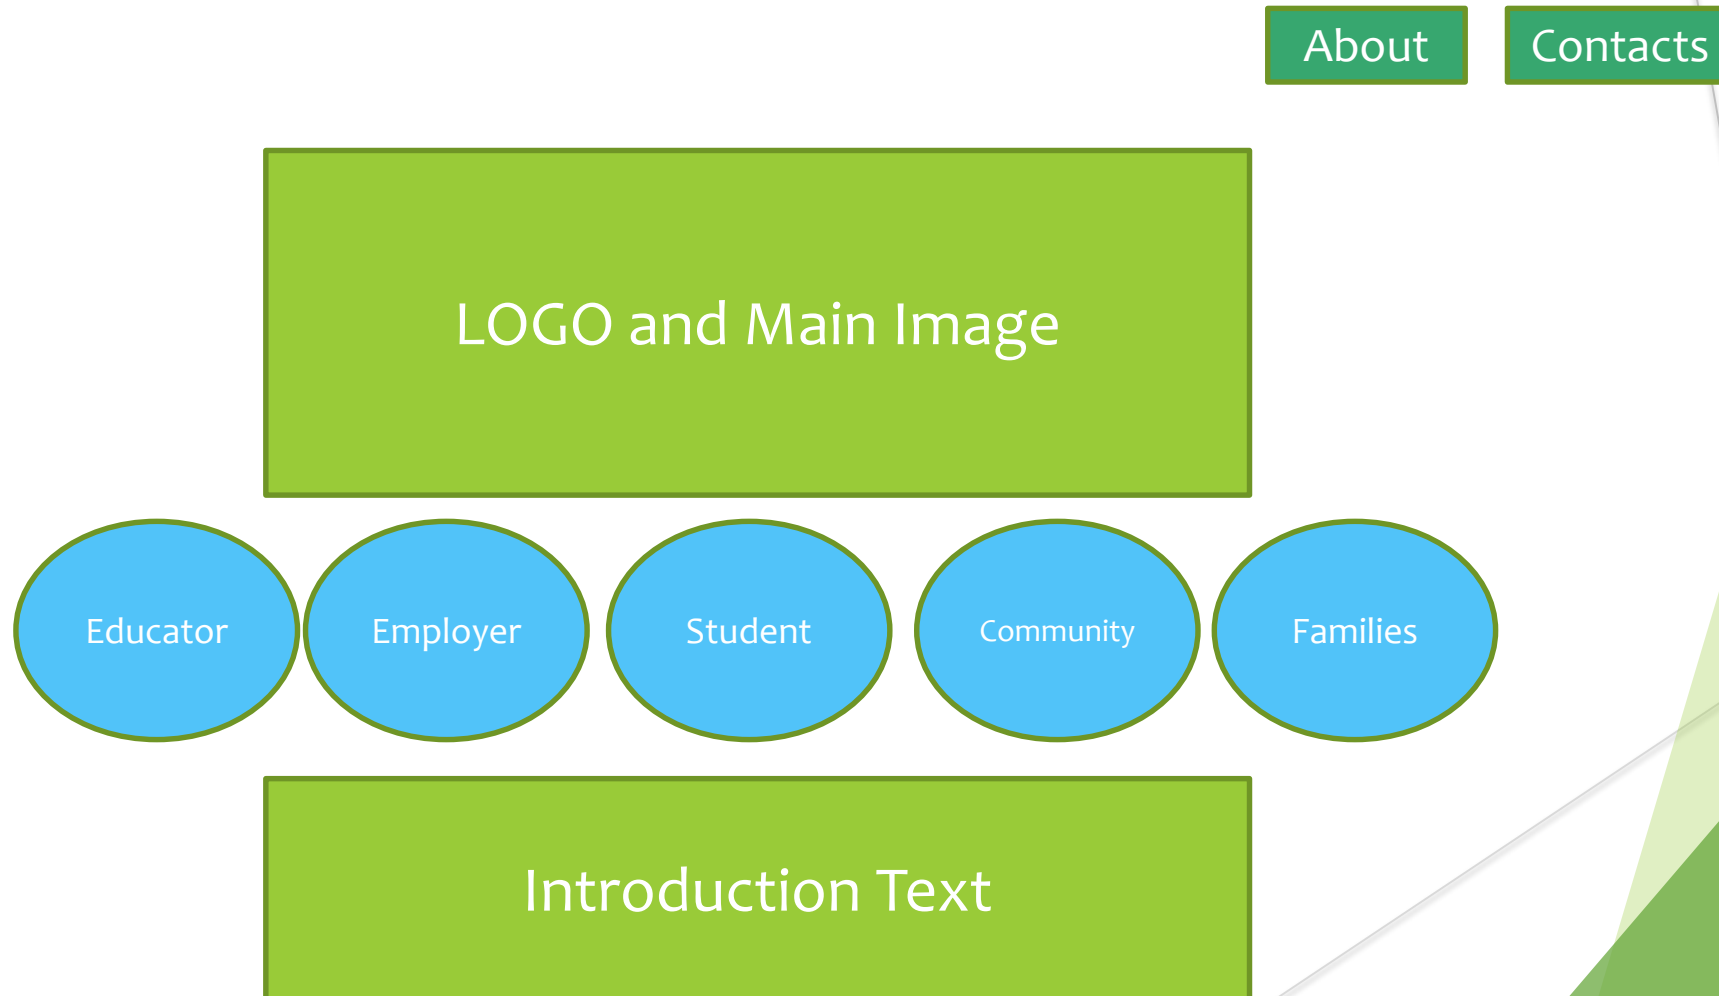 About
Contacts
LOGO and Main Image
Educator
Employer
Student
Community
Families
Introduction Text